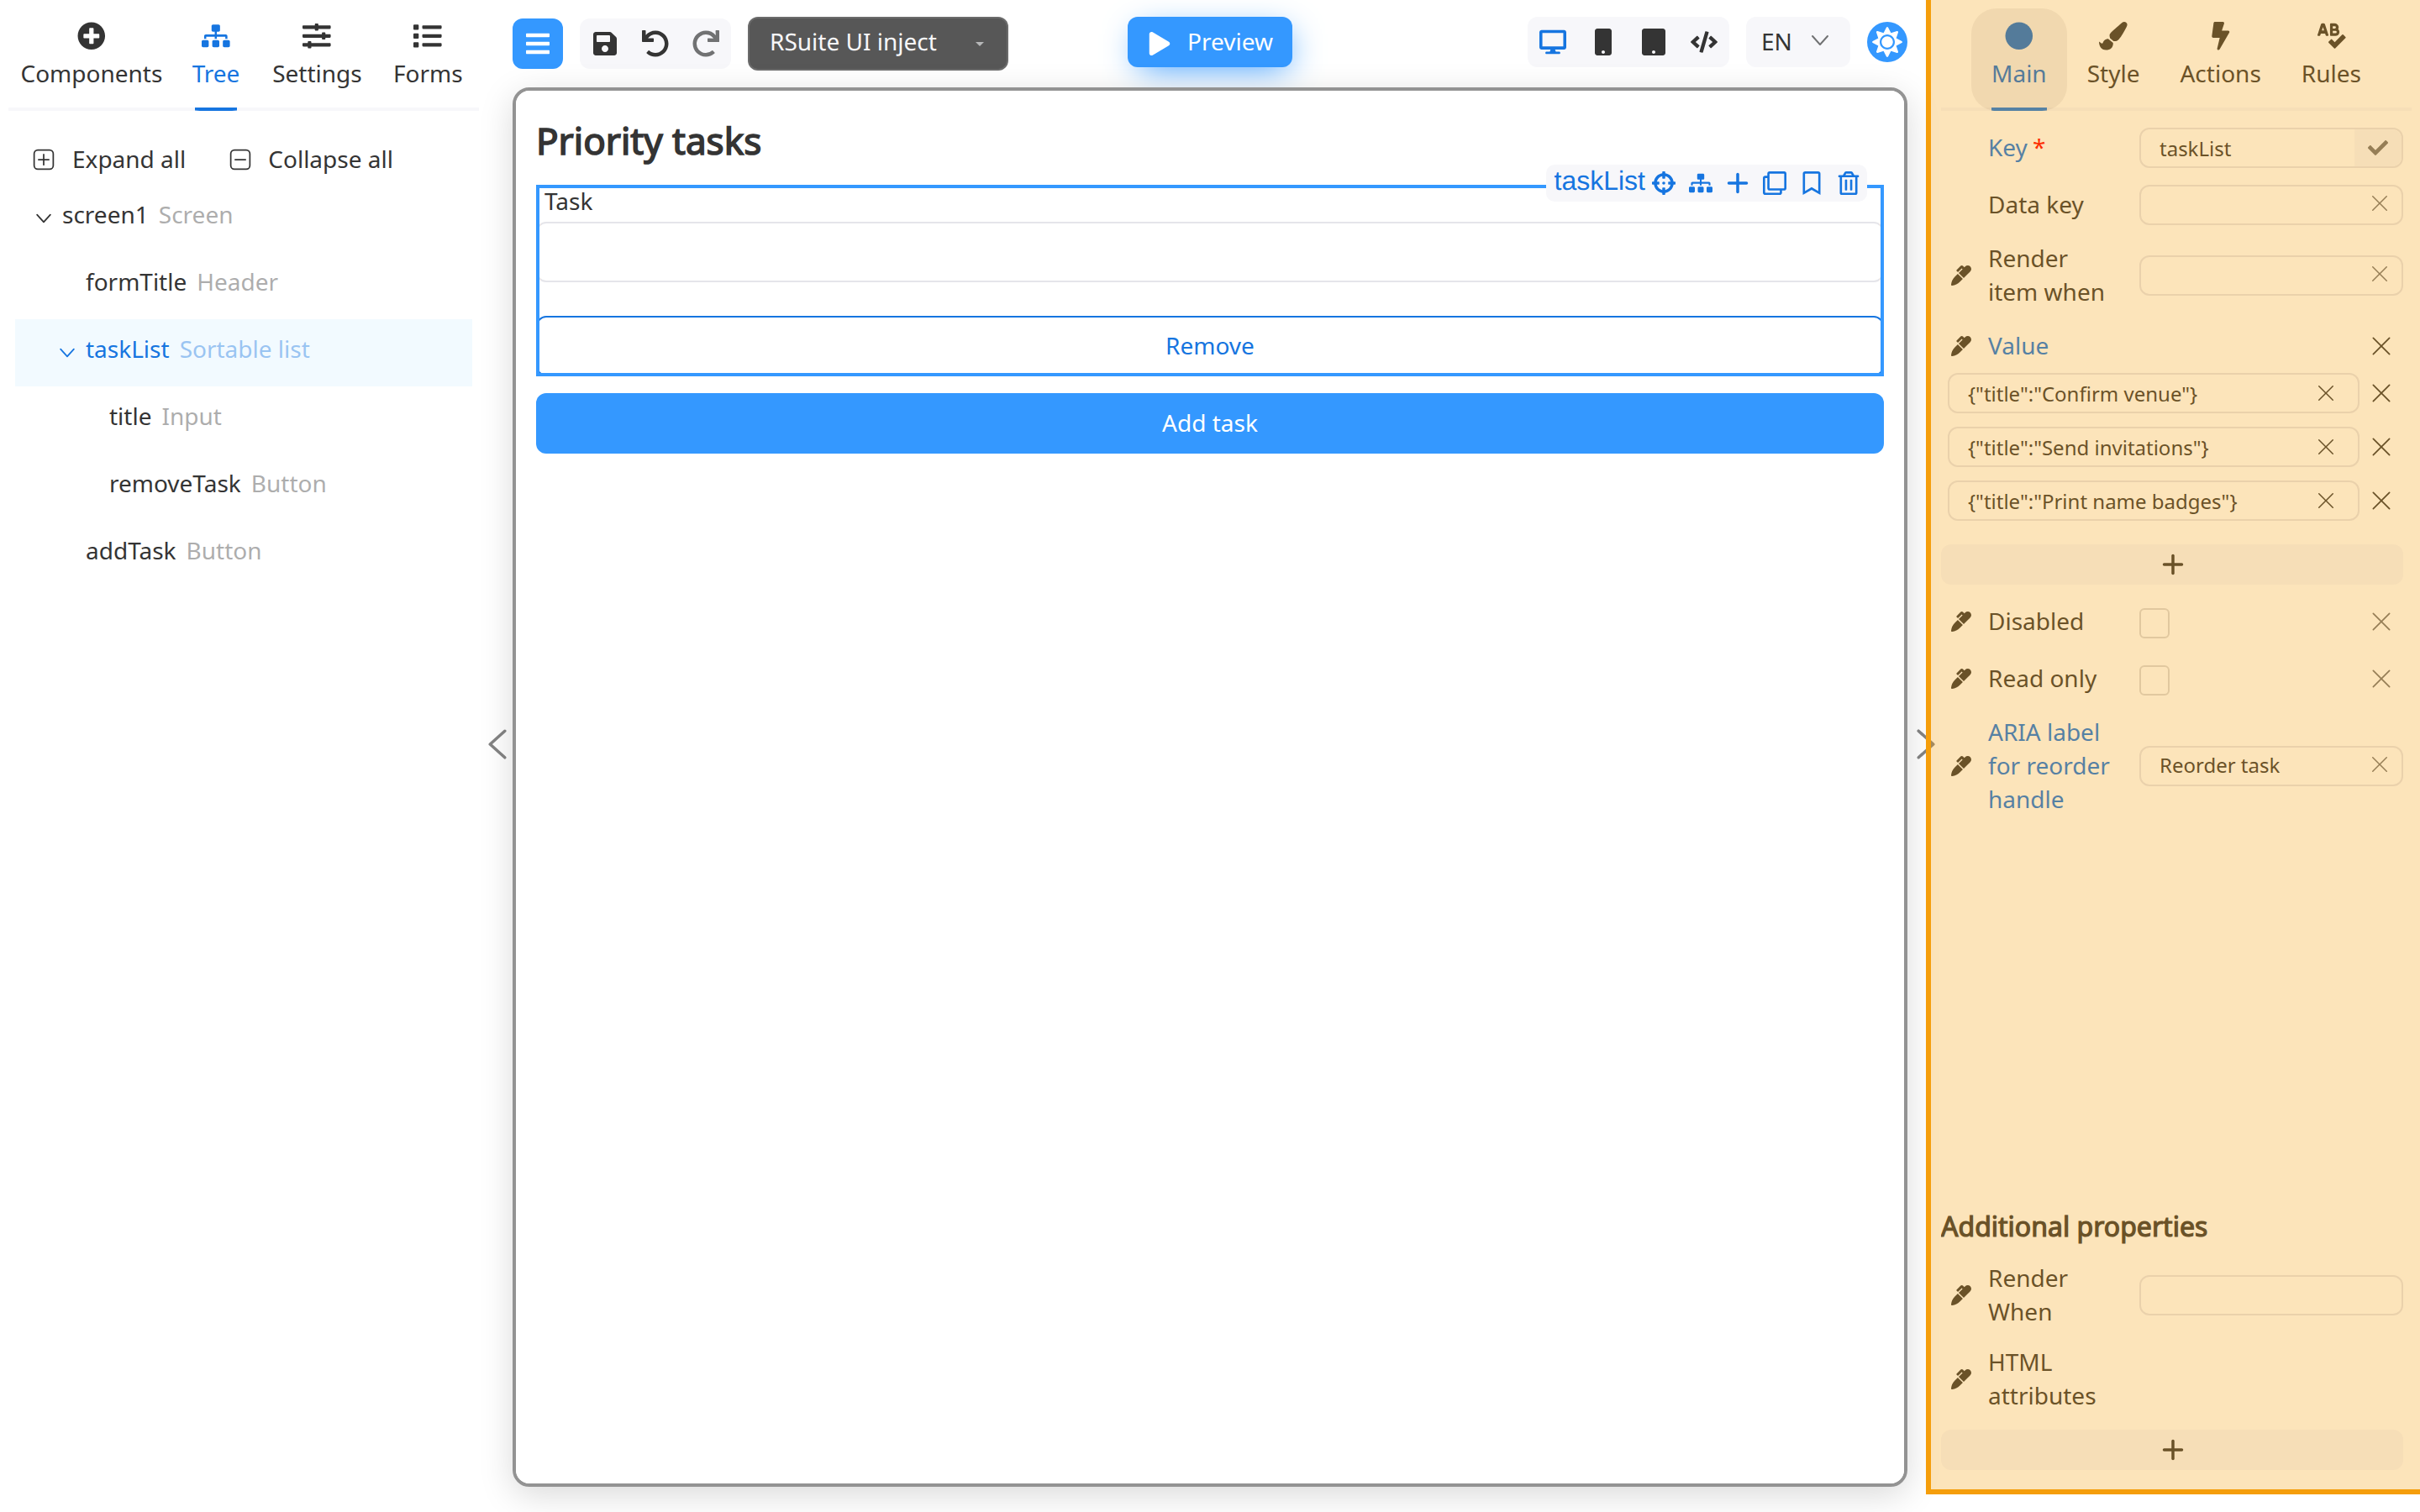 Components Tree Settings Forms
RSuite UI inject
Preview
EN
Main Style Actions Rules
Expand all Collapse all
screen1 Screen
formTitle Header
taskList Sortable list
title Input
removeTask Button
addTask Button
Priority tasks
taskList
Task
Remove
Add task
Key *
taskList
Data key
Render
item when
Value
{"title":"Confirm venue"}
{"title":"Send invitations"}
{"title":"Print name badges"}
Disabled
Read only
ARIA label
for reorder
handle
Reorder task
Additional properties
Render
When
HTML
attributes